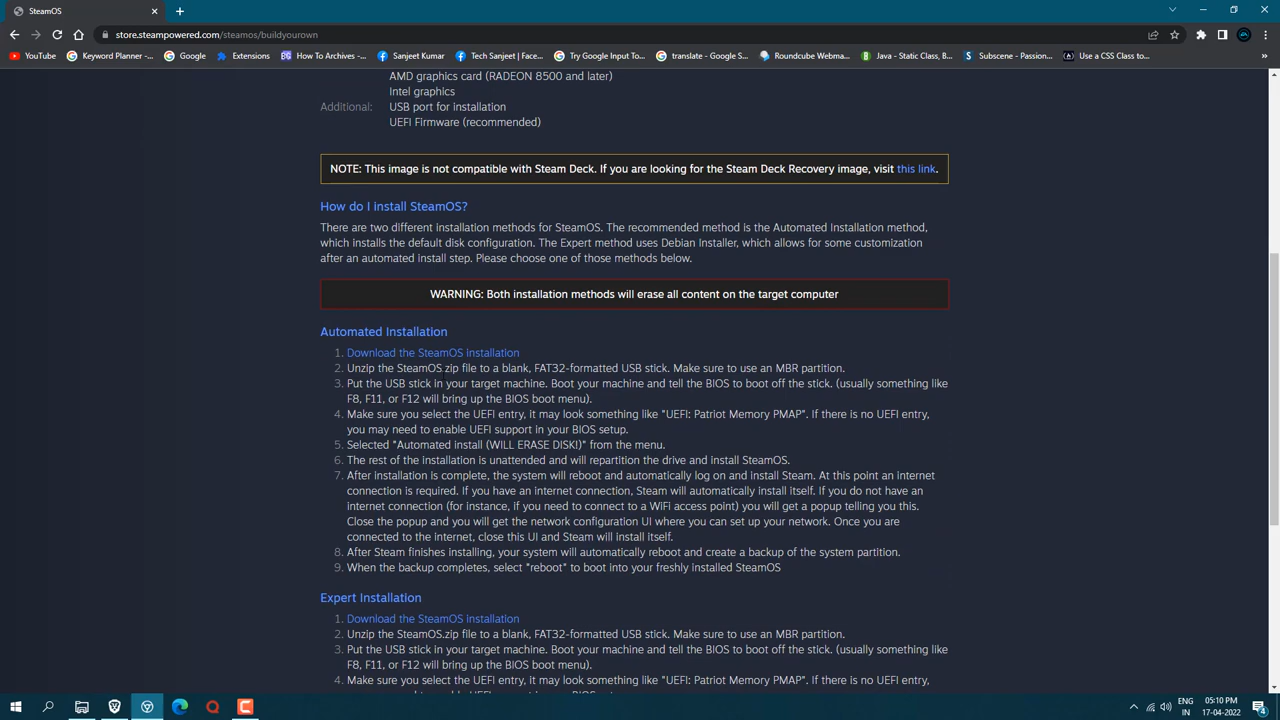 SteamOS
store.steampowered.com/steamos/buildyourown
YouTube
Keyword Planner -...
Google
Extensions
How To Archives -...
Sanjeet Kumar
Tech Sanjeet | Face...
Try Google Input To...
translate - Google S...
Roundcube Webma...
Java - Static Class, B...
Subscene - Passion...
Use a CSS Class to...
AMD graphics card (RADEON 8500 and later)
Intel graphics
Additional: USB port for installation
UEFI Firmware (recommended)
NOTE: This image is not compatible with Steam Deck. If you are looking for the Steam Deck Recovery image, visit this link.
How do I install SteamOS?
There are two different installation methods for SteamOS. The recommended method is the Automated Installation method,
which installs the default disk configuration. The Expert method uses Debian Installer, which allows for some customization
after an automated install step. Please choose one of those methods below.
WARNING: Both installation methods will erase all content on the target computer
Automated Installation
1. Download the SteamOS installation
2. Unzip the SteamOS zip file to a blank, FAT32-formatted USB stick. Make sure to use an MBR partition.
3. Put the USB stick in your target machine. Boot your machine and tell the BIOS to boot off the stick. (usually something like
F8, F11, or F12 will bring up the BIOS boot menu).
4. Make sure you select the UEFI entry, it may look something like "UEFI: Patriot Memory PMAP". If there is no UEFI entry,
you may need to enable UEFI support in your BIOS setup.
5. Selected "Automated install (WILL ERASE DISK!)" from the menu.
6. The rest of the installation is unattended and will repartition the drive and install SteamOS.
7. After installation is complete, the system will reboot and automatically log on and install Steam. At this point an internet
connection is required. If you have an internet connection, Steam will automatically install itself. If you do not have an
internet connection (for instance, if you need to connect to a WiFi access point) you will get a popup telling you this.
Close the popup and you will get the network configuration UI where you can set up your network. Once you are
connected to the internet, close this UI and Steam will install itself.
8. After Steam finishes installing, your system will automatically reboot and create a backup of the system partition.
9. When the backup completes, select "reboot" to boot into your freshly installed SteamOS
Expert Installation
1. Download the SteamOS installation
2. Unzip the SteamOS.zip file to a blank, FAT32-formatted USB stick. Make sure to use an MBR partition.
3. Put the USB stick in your target machine. Boot your machine and tell the BIOS to boot off the stick. (usually something like
F8, F11, or F12 will bring up the BIOS boot menu).
4. Make sure you select the UEFI entry, it may look something like "UEFI: Patriot Memory PMAP". If there is no UEFI entry,
ENG
IN
05:10 PM
17-04-2022
4